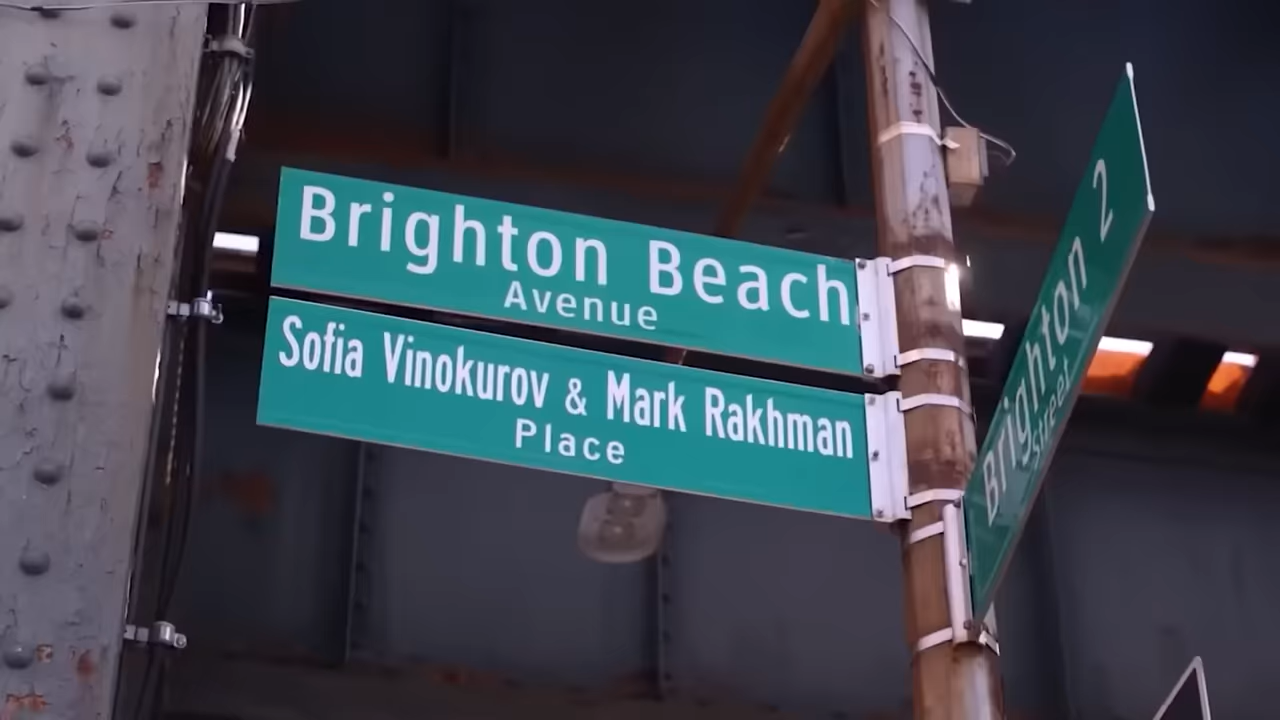 Brighton Beach
Avenue
Sofia Vinokurov & Mark Rakhman
Place
Brighton 2
Street